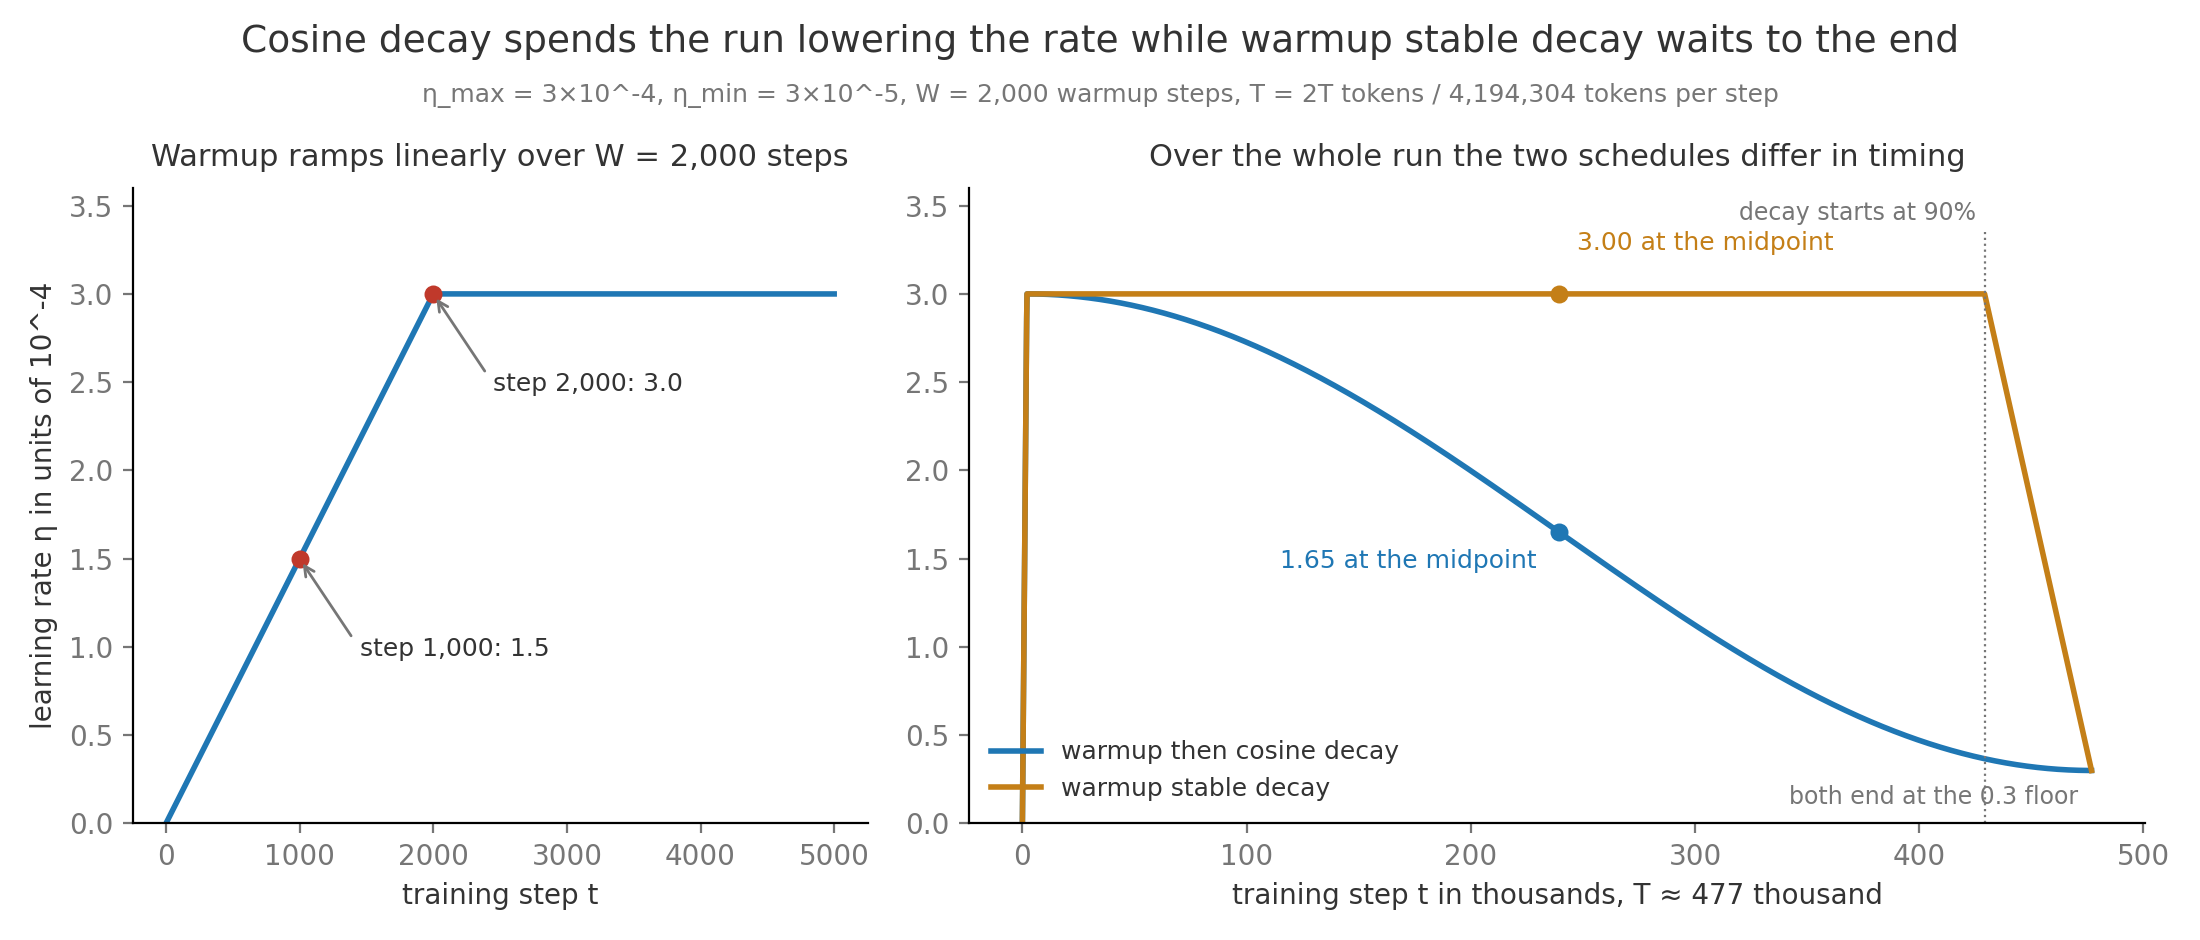 Cosine decay spends the run lowering the rate while warmup stable decay waits to the end
η_max = 3×10^-4, η_min = 3×10^-5, W = 2,000 warmup steps, T = 2T tokens / 4,194,304 tokens per step
Warmup ramps linearly over W = 2,000 steps
learning rate η in units of 10^-4
3.5
3.0
2.5
2.0
1.5
1.0
0.5
0.0
step 2,000: 3.0
step 1,000: 1.5
0 1000 2000 3000 4000 5000
training step t
Over the whole run the two schedules differ in timing
3.5
3.0
2.5
2.0
1.5
1.0
0.5
0.0
decay starts at 90%
3.00 at the midpoint
1.65 at the midpoint
warmup then cosine decay
warmup stable decay
both end at the 0.3 floor
0 100 200 300 400 500
training step t in thousands, T ≈ 477 thousand